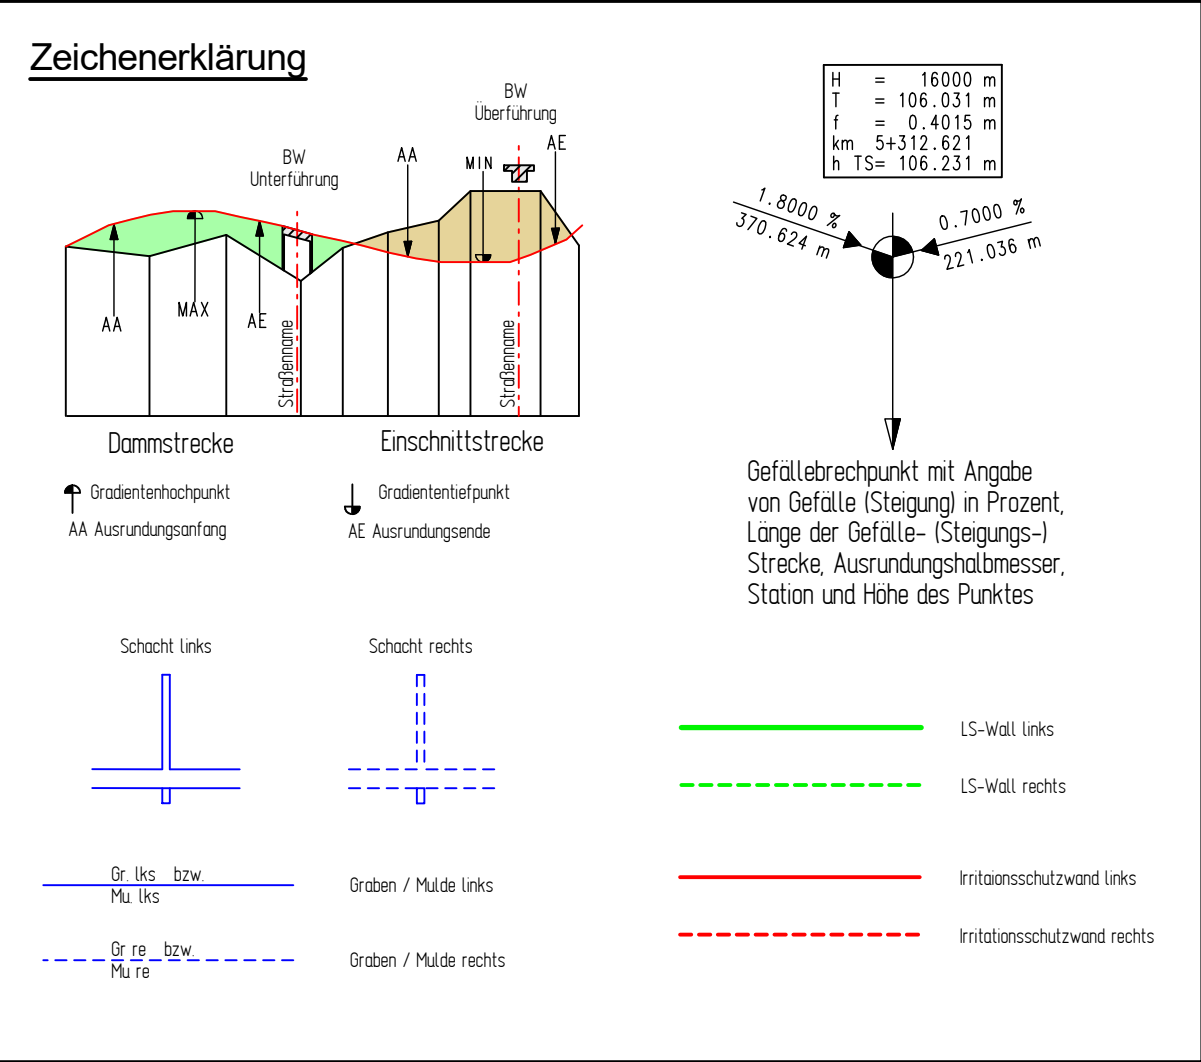 Zeichenerklärung
BW
Überführung
BW
Unterführung
AA
MIN
AE
AA
MAX
AE
Straßenname
Straßenname
Dammstrecke
Einschnittstrecke
Gradientenhochpunkt
Gradiententiefpunkt
AA Ausrundungsanfang
AE Ausrundungsende
H = 16000 m
T = 106.031 m
f = 0.4015 m
km 5+312.621
h TS= 106.231 m
1.8000 %
370.624 m
0.7000 %
221.036 m
Gefällebrechpunkt mit Angabe
von Gefälle (Steigung) in Prozent,
Länge der Gefälle- (Steigungs-)
Strecke, Ausrundungshalbmesser,
Station und Höhe des Punktes
Schacht links
Schacht rechts
LS-Wall links
LS-Wall rechts
Gr. lks bzw.
Mu. lks
Graben / Mulde links
Gr re bzw.
Mu re
Graben / Mulde rechts
Irritaionsschutzwand links
Irritationsschutzwand rechts